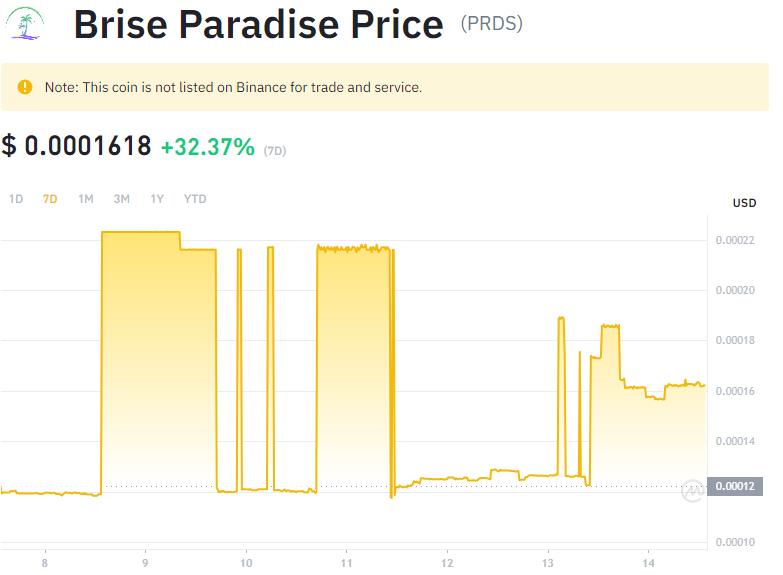 Brise Paradise Price (PRDS)
Note: This coin is not listed on Binance for trade and service.
$ 0.0001618 +32.37% (7D)
1D 7D 1M 3M 1Y YTD
USD
0.00022
0.00020
0.00018
0.00016
0.00014
0.00012
0.00010
8 9 10 11 12 13 14